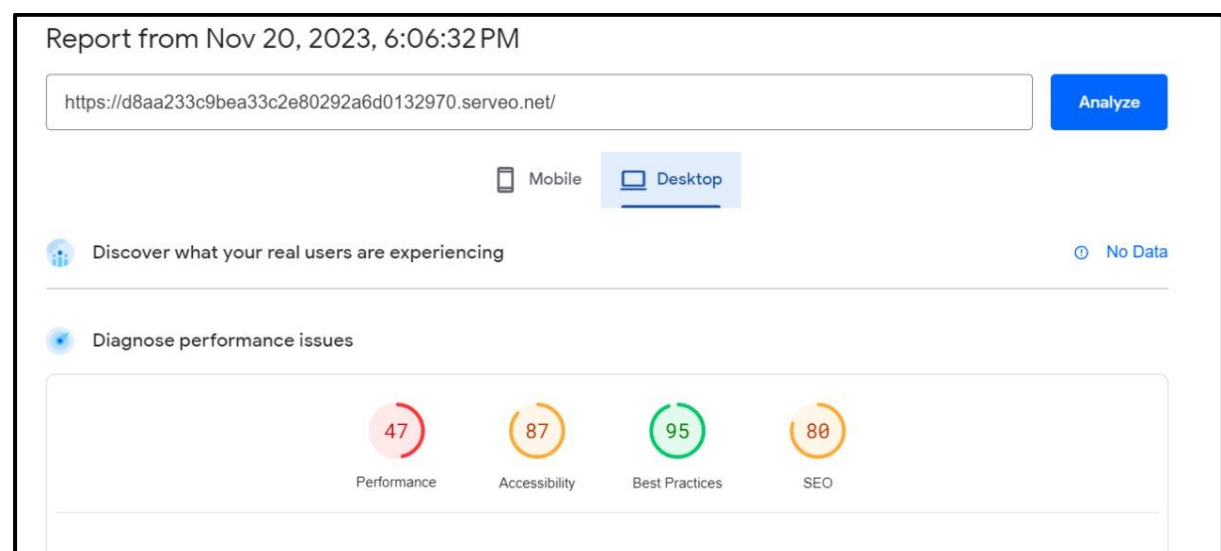 Report from Nov 20, 2023, 6:06:32 PM
https://d8aa233c9bea33c2e80292a6d0132970.serveo.net/
Analyze
Mobile Desktop
Discover what your real users are experiencing No Data
Diagnose performance issues
47 87 95 80
Performance Accessibility Best Practices SEO